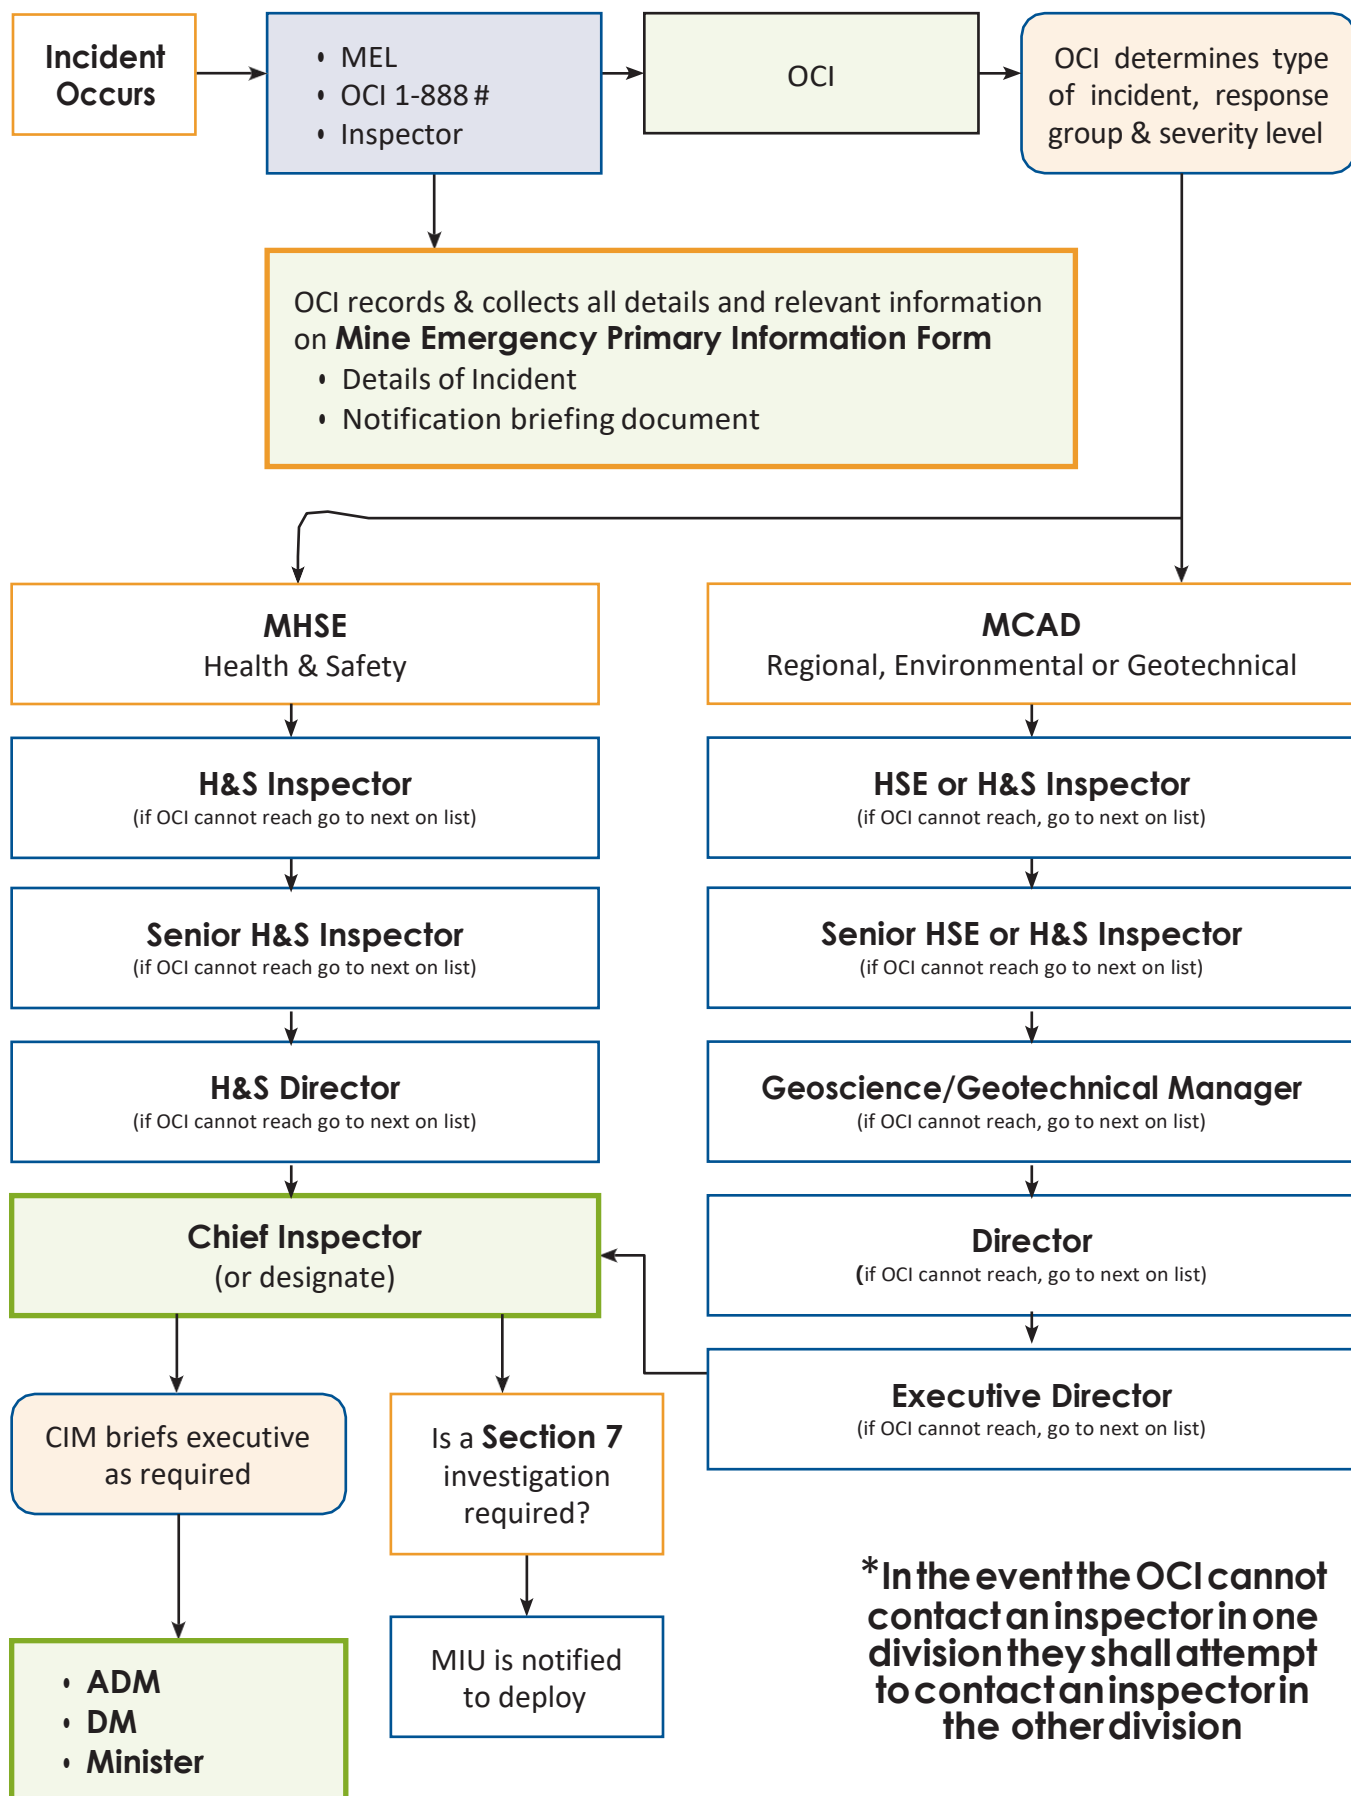 Incident
Occurs
• MEL
• OCI 1-888 #
• Inspector
OCI
OCI determines type
of incident, response
group & severity level
OCI records & collects all details and relevant information
on Mine Emergency Primary Information Form
• Details of Incident
• Notification briefing document
MHSE
Health & Safety
MCAD
Regional, Environmental or Geotechnical
H&S Inspector
(if OCI cannot reach go to next on list)
HSE or H&S Inspector
(if OCI cannot reach, go to next on list)
Senior H&S Inspector
(if OCI cannot reach go to next on list)
Senior HSE or H&S Inspector
(if OCI cannot reach go to next on list)
H&S Director
(if OCI cannot reach go to next on list)
Geoscience/Geotechnical Manager
(if OCI cannot reach, go to next on list)
Chief Inspector
(or designate)
Director
(if OCI cannot reach, go to next on list)
Executive Director
(if OCI cannot reach, go to next on list)
CIM briefs executive
as required
Is a Section 7
investigation
required?
• ADM
• DM
• Minister
MIU is notified
to deploy
*In the event the OCI cannot
contact an inspector in one
division they shall attempt
to contact an inspector in
the other division